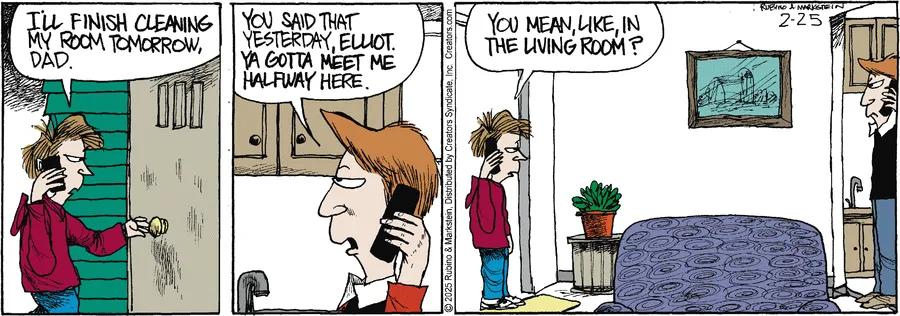 I'LL FINISH CLEANING
MY ROOM TOMORROW,
DAD.
YOU SAID THAT
YESTERDAY, ELLIOT.
YA GOTTA MEET ME
HALFWAY HERE.
© 2025 Rubino & Markstein, Distributed by Creators Syndicate, Inc. Creators.com
YOU MEAN, LIKE, IN
THE LIVING ROOM?
RUBINO & MARKSTEIN
2-25